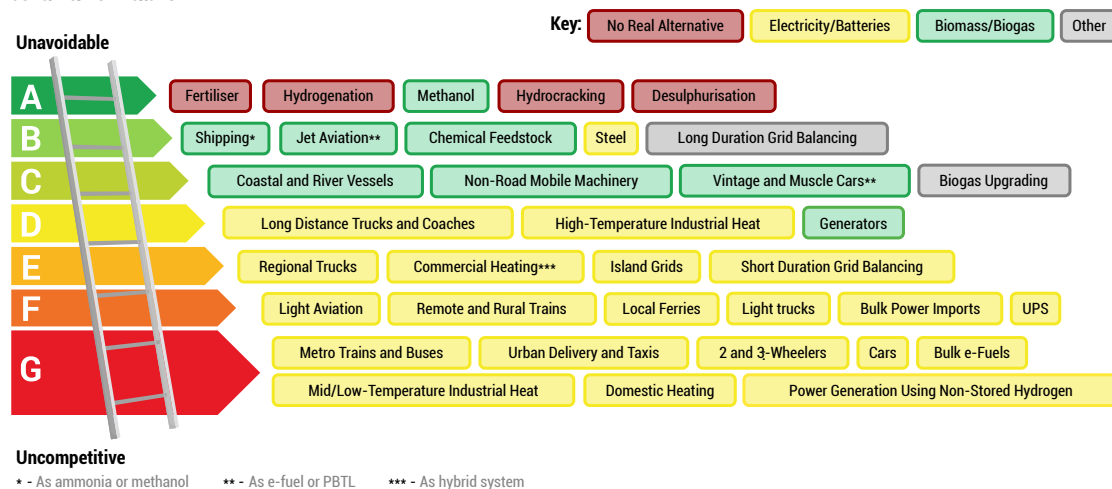 Key: No Real Alternative Electricity/Batteries Biomass/Biogas Other
Unavoidable
A Fertiliser Hydrogenation Methanol Hydrocracking Desulphurisation
B Shipping* Jet Aviation** Chemical Feedstock Steel Long Duration Grid Balancing
C Coastal and River Vessels Non-Road Mobile Machinery Vintage and Muscle Cars** Biogas Upgrading
D Long Distance Trucks and Coaches High-Temperature Industrial Heat Generators
E Regional Trucks Commercial Heating*** Island Grids Short Duration Grid Balancing
F Light Aviation Remote and Rural Trains Local Ferries Light trucks Bulk Power Imports UPS
G Metro Trains and Buses Urban Delivery and Taxis 2 and 3-Wheelers Cars Bulk e-Fuels
Mid/Low-Temperature Industrial Heat Domestic Heating Power Generation Using Non-Stored Hydrogen
Uncompetitive
* - As ammonia or methanol ** - As e-fuel or PBTL *** - As hybrid system